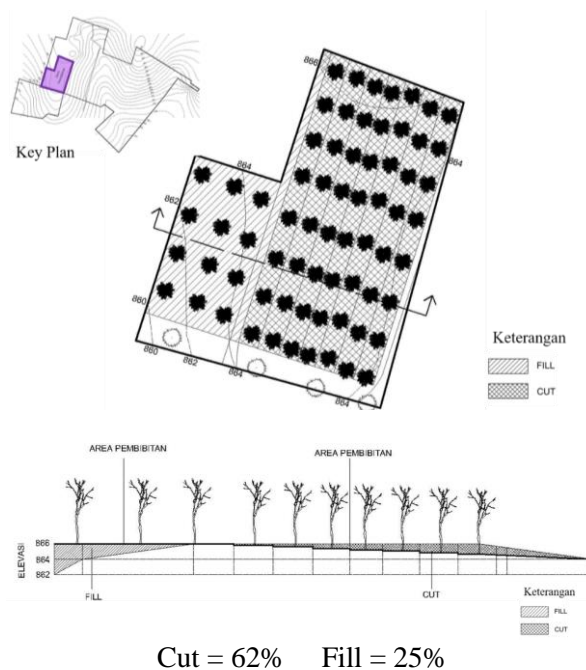 Key Plan
866
864
864
862
860
860
862
864
864
Keterangan
FILL
CUT
AREA PEMBIBITAN
AREA PEMBIBITAN
ELEVASI
866
864
862
FILL
CUT
Keterangan
FILL
CUT
Cut = 62% Fill = 25%